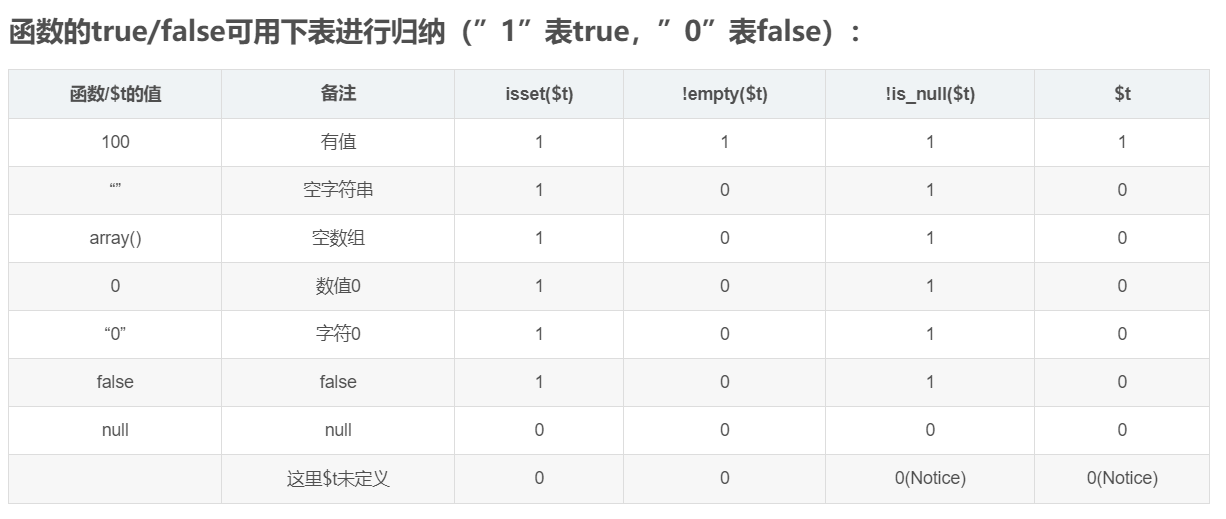 函数的true/false可用下表进行归纳（”1”表true，”0”表false）：
函数/$t的值 备注 isset($t) !empty($t) !is_null($t) $t
100 有值 1 1 1 1
“” 空字符串 1 0 1 0
array() 空数组 1 0 1 0
0 数值0 1 0 1 0
“0” 字符0 1 0 1 0
false false 1 0 1 0
null null 0 0 0 0
这里$t未定义 0 0 0(Notice) 0(Notice)